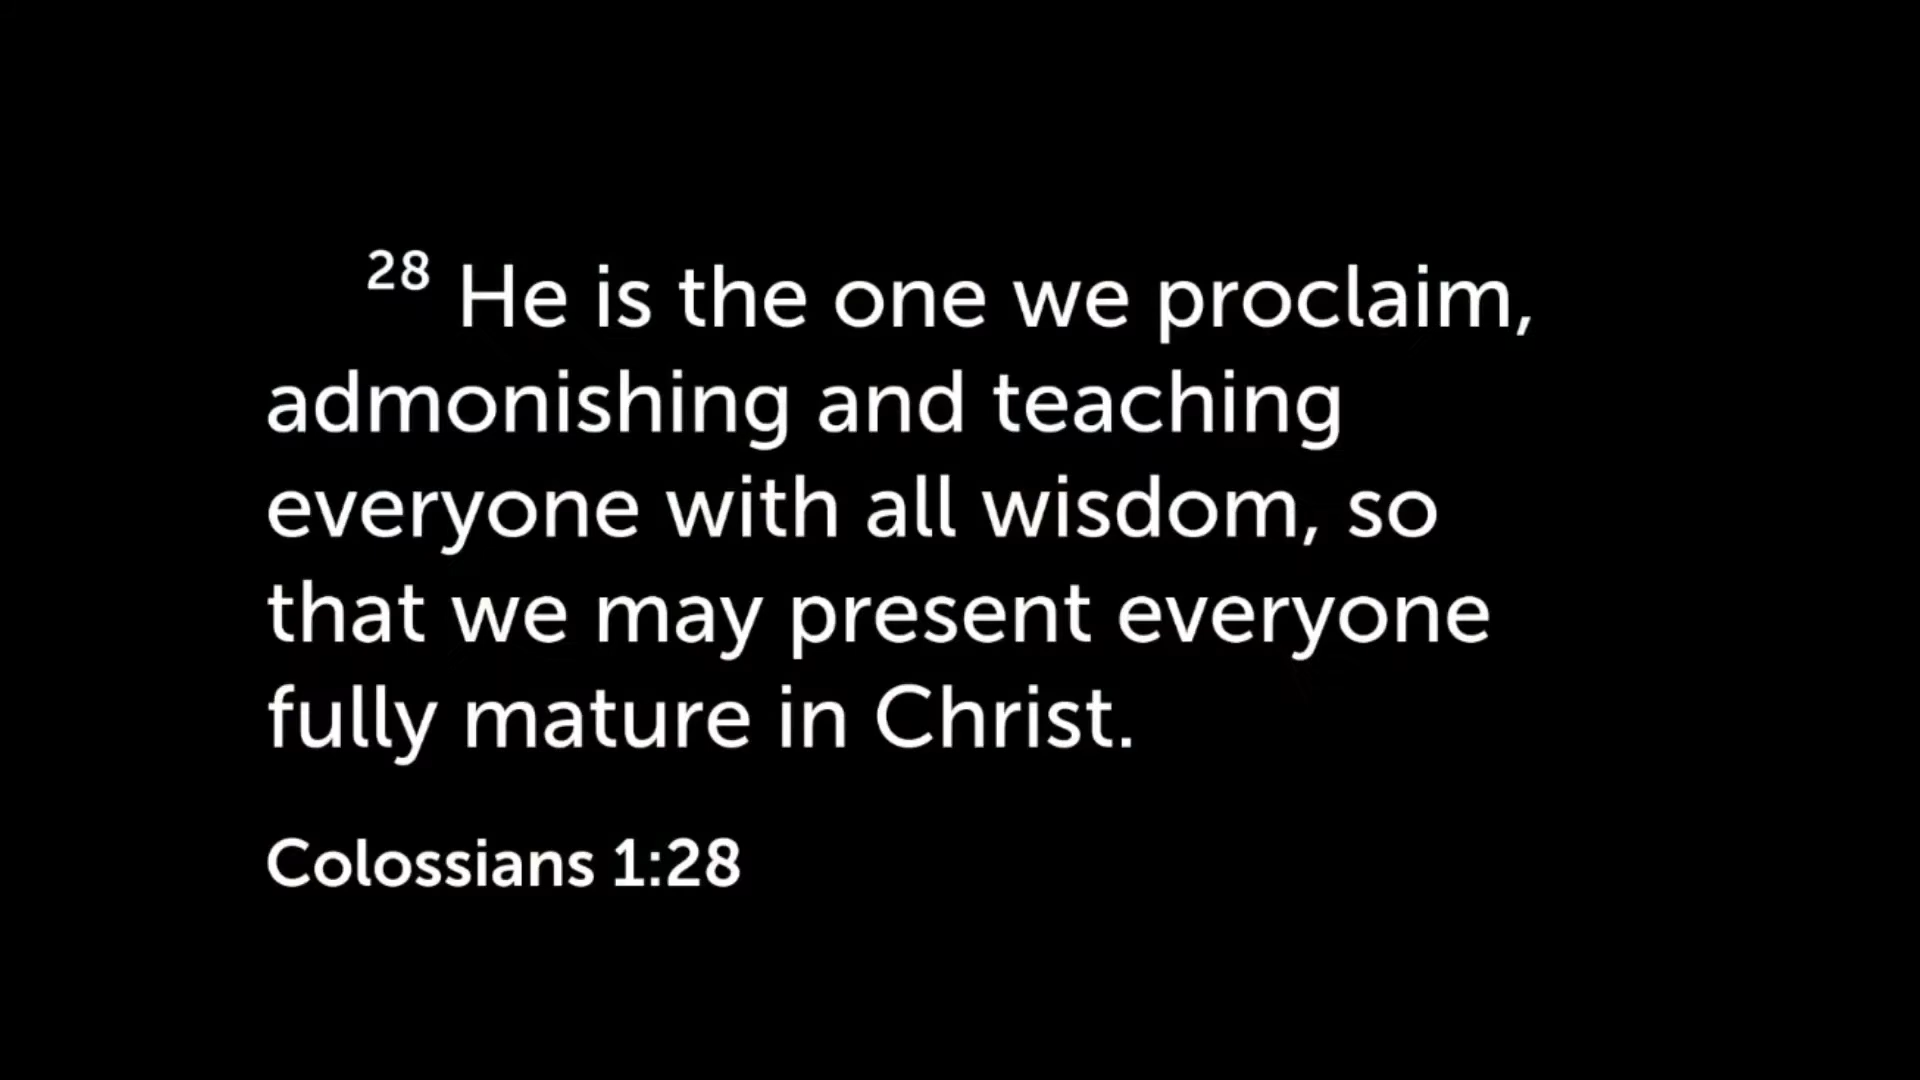 28 He is the one we proclaim,
admonishing and teaching
everyone with all wisdom, so
that we may present everyone
fully mature in Christ.
Colossians 1:28